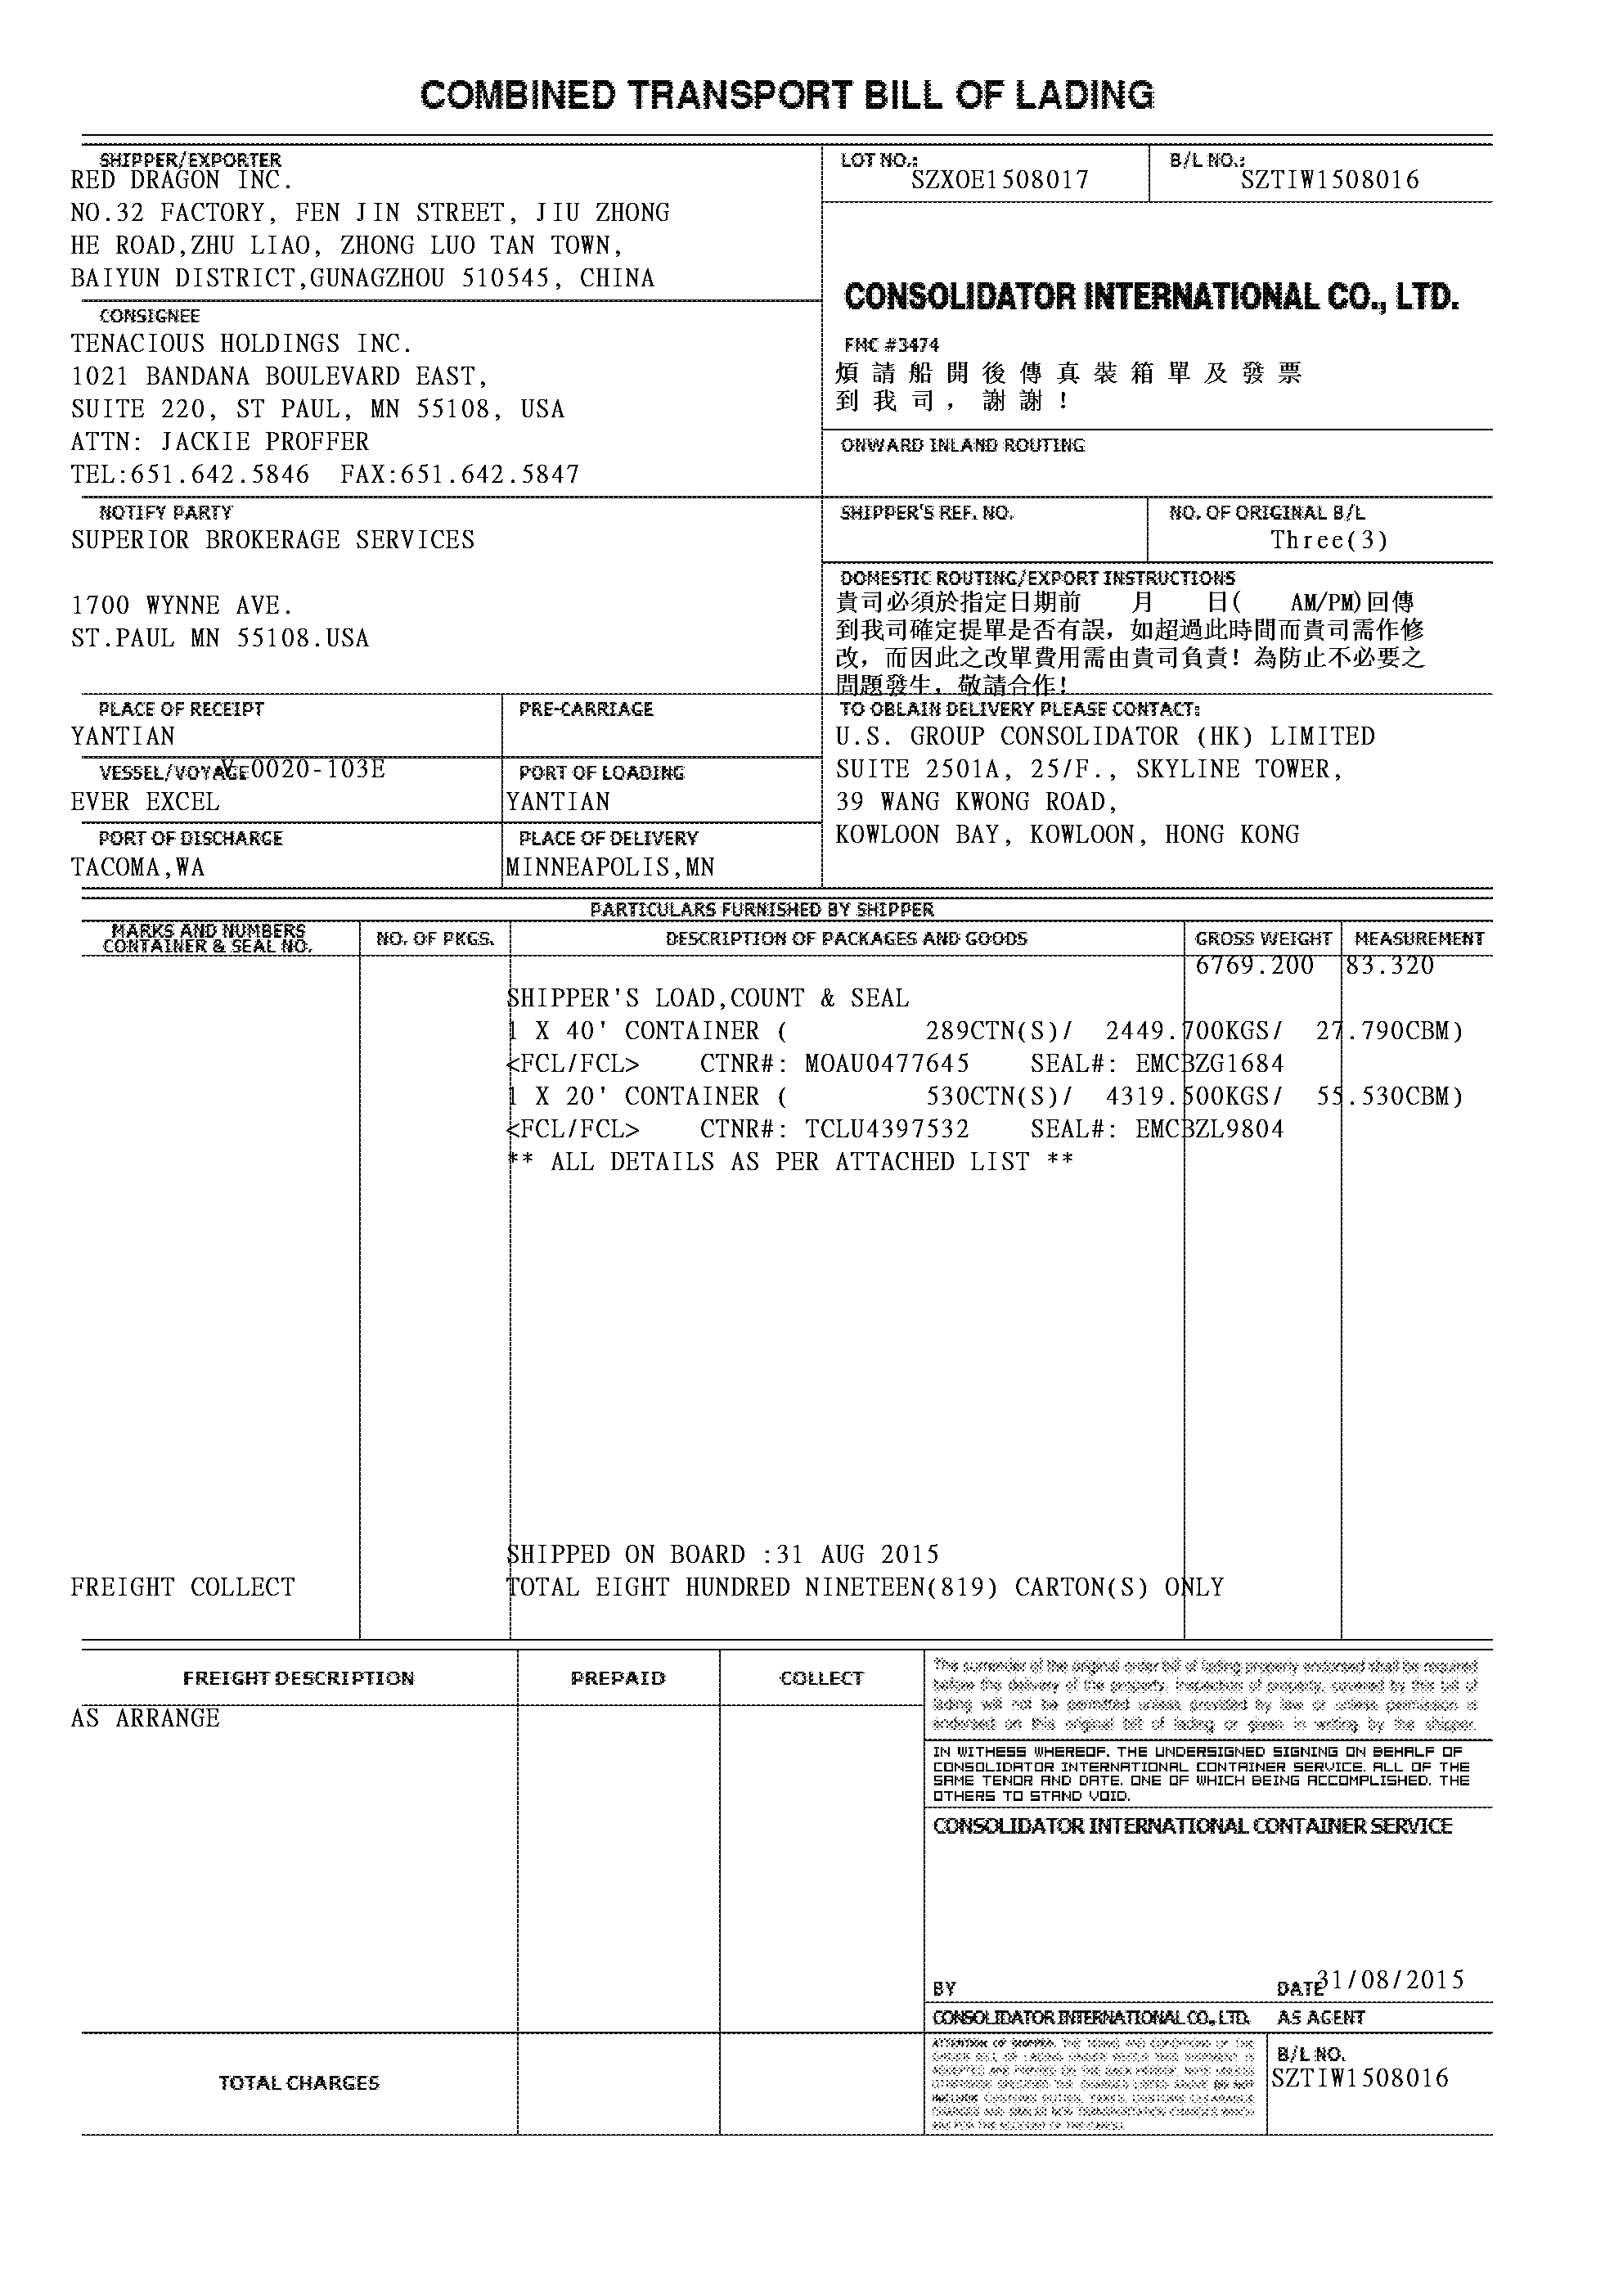 COMBINED TRANSPORT BILL OF LADING
SHIPPER/EXPORTER
RED DRAGON INC.
NO.32 FACTORY, FEN JIN STREET, JIU ZHONG
HE ROAD,ZHU LIAO, ZHONG LUO TAN TOWN,
BAIYUN DISTRICT,GUNAGZHOU 510545, CHINA
LOT NO.:
SZXOE1508017
B/L NO.:
SZTIW1508016
CONSOLIDATOR INTERNATIONAL CO., LTD.
FMC #3474
煩請船開後傳真裝箱單及發票
到我司，謝謝！
CONSIGNEE
TENACIOUS HOLDINGS INC.
1021 BANDANA BOULEVARD EAST,
SUITE 220, ST PAUL, MN 55108, USA
ATTN: JACKIE PROFFER
TEL:651.642.5846 FAX:651.642.5847
ONWARD INLAND ROUTING
NOTIFY PARTY
SUPERIOR BROKERAGE SERVICES
1700 WYNNE AVE.
ST.PAUL MN 55108.USA
SHIPPER'S REF. NO.
NO. OF ORIGINAL B/L
Three(3)
DOMESTIC ROUTING/EXPORT INSTRUCTIONS
貴司必須於指定日期前 月 日( AM/PM)回傳
到我司確定提單是否有誤，如超過此時間而貴司需作修
改，而因此之改單費用需由貴司負責！為防止不必要之
問題發生，敬請合作！
PLACE OF RECEIPT
YANTIAN
PRE-CARRIAGE
VESSEL/VOYAGE V.0020-103E
EVER EXCEL
PORT OF LOADING
YANTIAN
PORT OF DISCHARGE
TACOMA,WA
PLACE OF DELIVERY
MINNEAPOLIS,MN
TO OBLAIN DELIVERY PLEASE CONTACT:
U.S. GROUP CONSOLIDATOR (HK) LIMITED
SUITE 2501A, 25/F., SKYLINE TOWER,
39 WANG KWONG ROAD,
KOWLOON BAY, KOWLOON, HONG KONG
PARTICULARS FURNISHED BY SHIPPER
MARKS AND NUMBERS
CONTAINER & SEAL NO.
NO. OF PKGS.
DESCRIPTION OF PACKAGES AND GOODS
GROSS WEIGHT
MEASUREMENT
6769.200 83.320
SHIPPER'S LOAD,COUNT & SEAL
1 X 40' CONTAINER ( 289CTN(S)/ 2449.700KGS/ 27.790CBM)
<FCL/FCL> CTNR#: MOAU0477645 SEAL#: EMCBZG1684
1 X 20' CONTAINER ( 530CTN(S)/ 4319.500KGS/ 55.530CBM)
<FCL/FCL> CTNR#: TCLU4397532 SEAL#: EMCBZL9804
** ALL DETAILS AS PER ATTACHED LIST **
SHIPPED ON BOARD :31 AUG 2015
FREIGHT COLLECT TOTAL EIGHT HUNDRED NINETEEN(819) CARTON(S) ONLY
FREIGHT DESCRIPTION
PREPAID
COLLECT
AS ARRANGE
The surrender of the original order bill of lading properly endorsed shall be required
before the delivery of the property. Inspection of property. covered by this bill of
lading will not be permitted unless provided by law or unless permission is
endorsed on this original bill of lading or given in writing by the shipper.
IN WITHESS WHEREOF. THE UNDERSIGNED SIGNING ON BEHALF OF
CONSOLIDATOR INTERNATIONAL CONTAINER SERVICE. ALL OF THE
SAME TENOR AND DATE. ONE OF WHICH BEING ACCOMPLISHED. THE
OTHERS TO STAND VOID.
CONSOLIDATOR INTERNATIONAL CONTAINER SERVICE
BY
DATE 31/08/2015
CONSOLIDATOR INTERNATIONAL CO., LTD. AS AGENT
TOTAL CHARGES
B/L NO.
SZTIW1508016